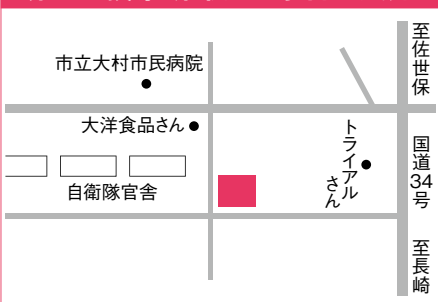 市立大村市民病院
大洋食品さん
自衛隊官舎
トライアル
さん
至佐世保
国道34号
至長崎